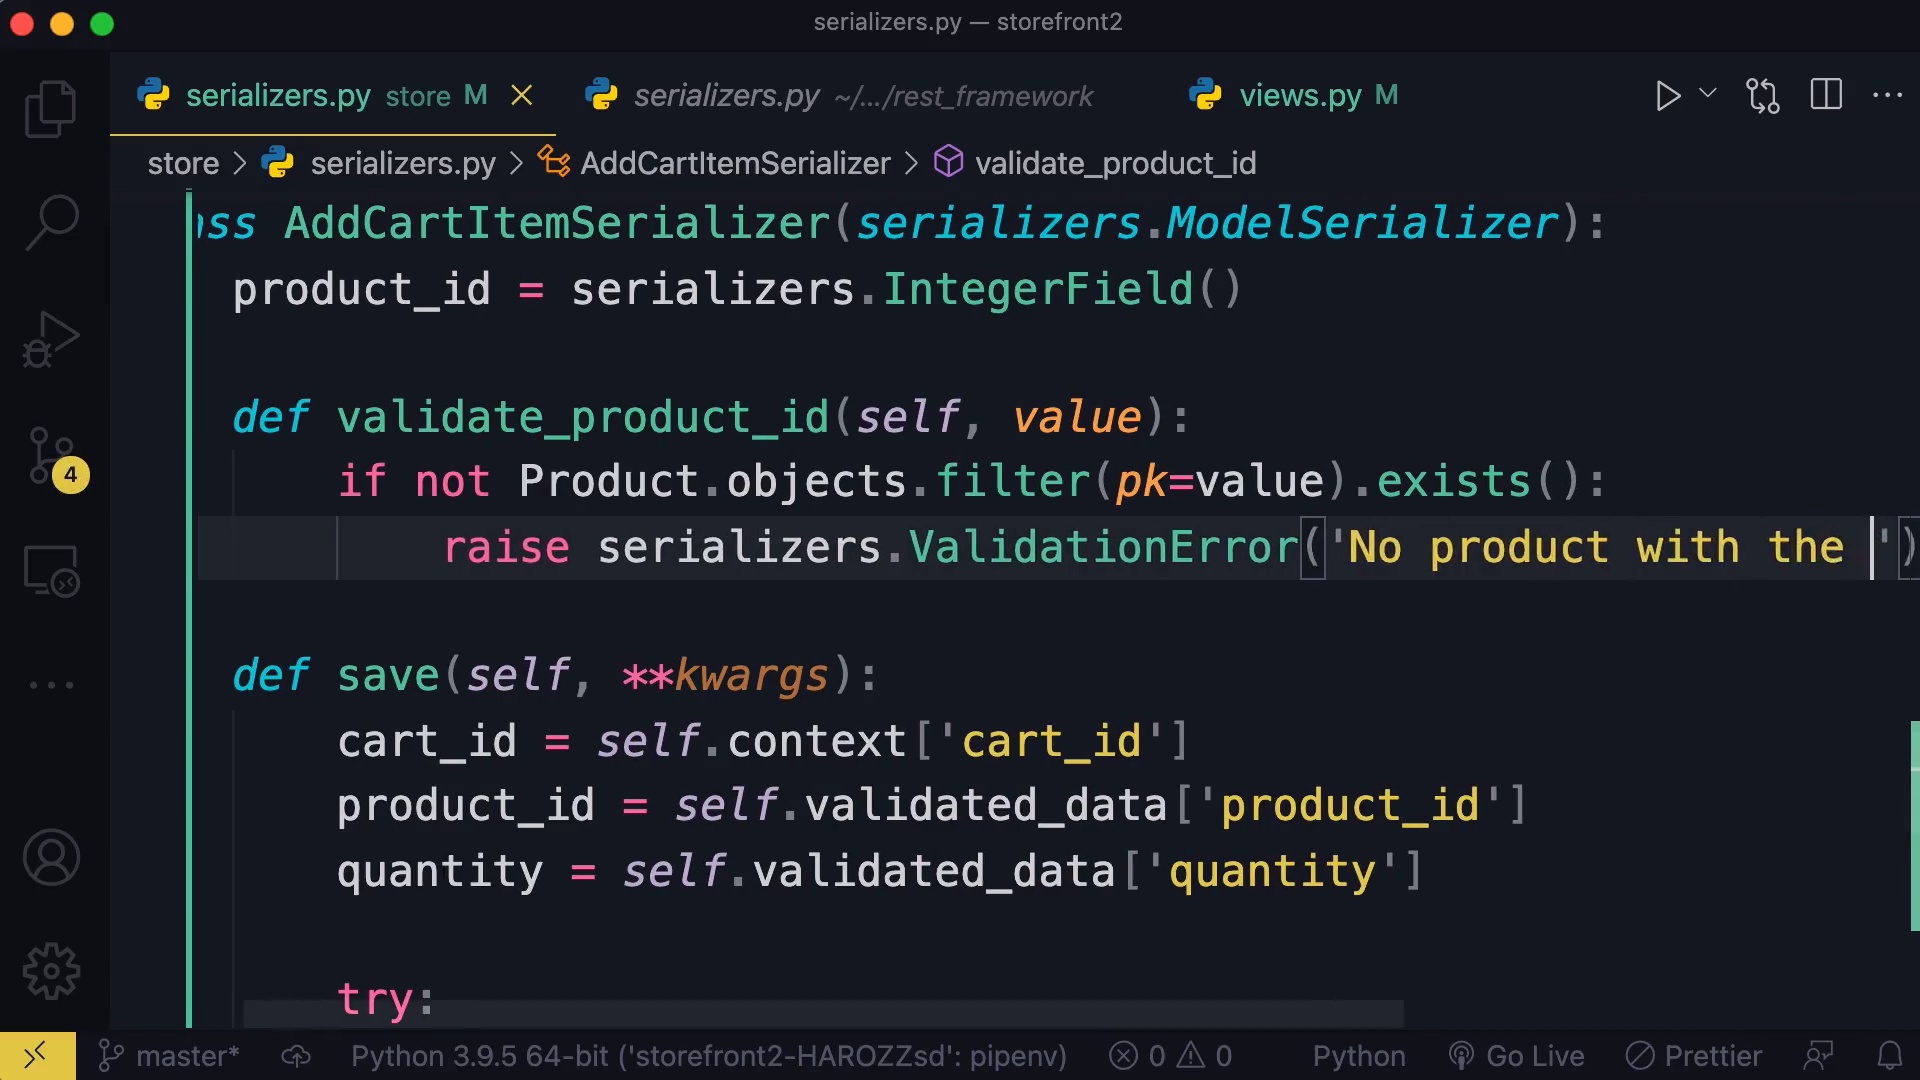 serializers.py — storefront2
serializers.py store M
serializers.py ~/.../rest_framework
views.py M
store > serializers.py > AddCartItemSerializer > validate_product_id
ass AddCartItemSerializer(serializers.ModelSerializer):
product_id = serializers.IntegerField()
def validate_product_id(self, value):
if not Product.objects.filter(pk=value).exists():
raise serializers.ValidationError('No product with the ')
def save(self, **kwargs):
cart_id = self.context['cart_id']
product_id = self.validated_data['product_id']
quantity = self.validated_data['quantity']
try:
4
master* Python 3.9.5 64-bit ('storefront2-HAROZZsd': pipenv) 0 0 Python Go Live Prettier